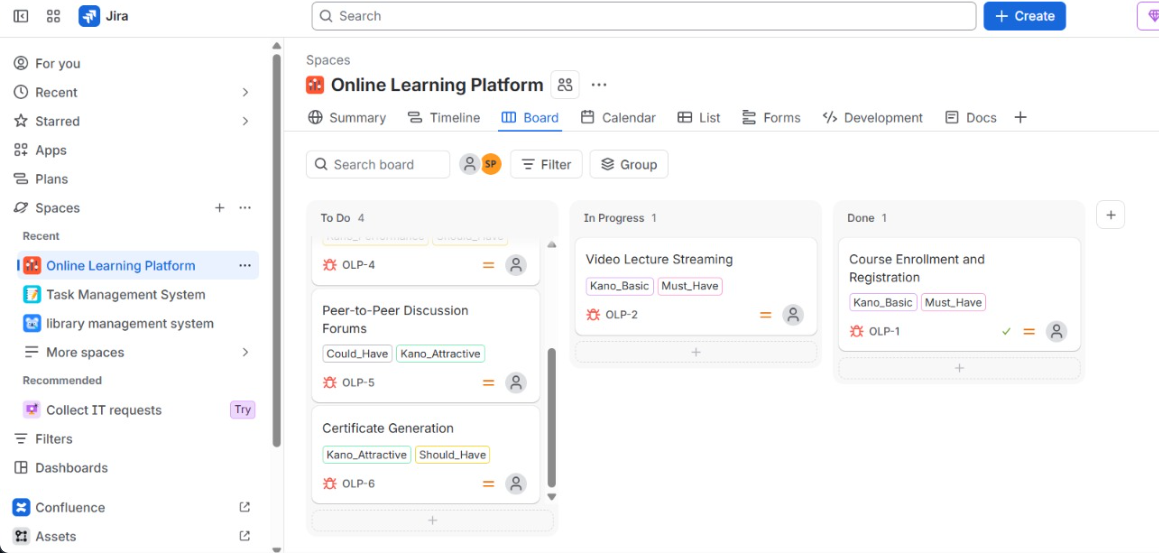 Jira
Search
+ Create
For you
Recent
Starred
Apps
Plans
Spaces
Recent
Online Learning Platform
Task Management System
library management system
More spaces
Recommended
Collect IT requests Try
Filters
Dashboards
Confluence
Assets
Spaces
Online Learning Platform
Summary Timeline Board Calendar List Forms Development Docs
Search board SP Filter Group
To Do 4
Kano_Performance Should_Have
OLP-4
Peer-to-Peer Discussion
Forums
Could_Have Kano_Attractive
OLP-5
Certificate Generation
Kano_Attractive Should_Have
OLP-6
In Progress 1
Video Lecture Streaming
Kano_Basic Must_Have
OLP-2
Done 1
Course Enrollment and
Registration
Kano_Basic Must_Have
OLP-1